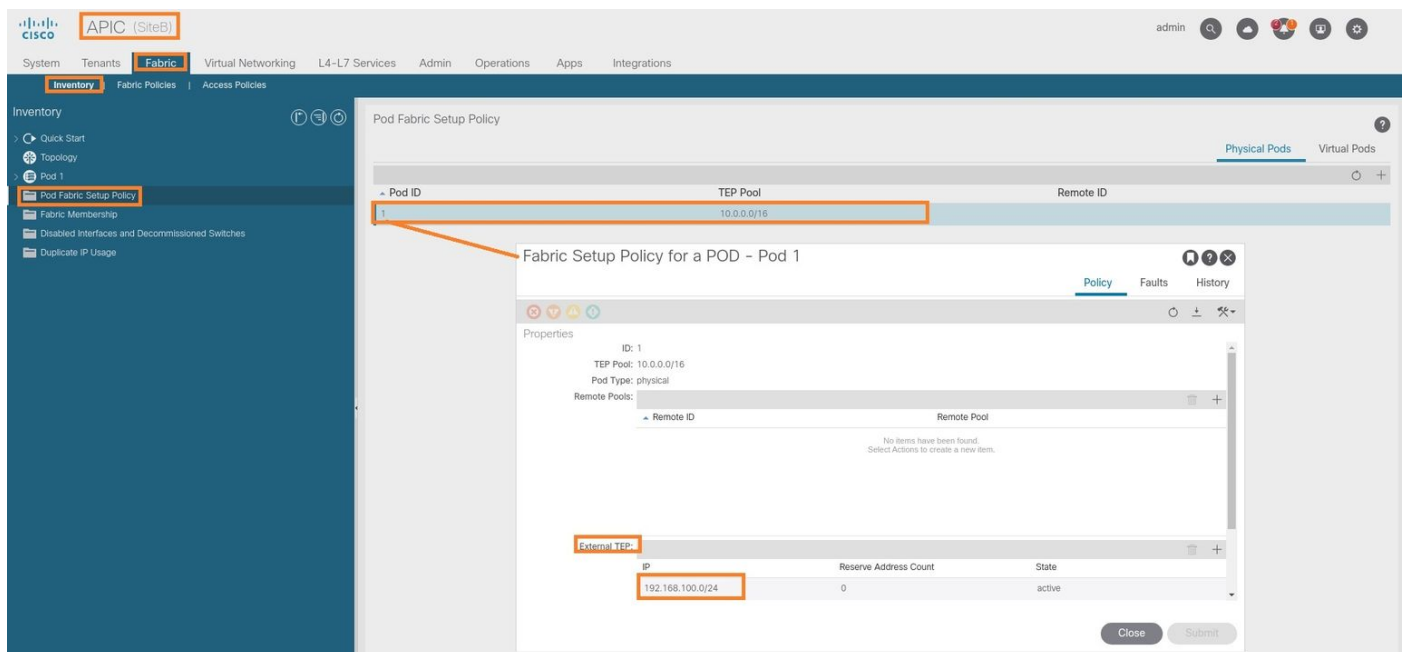 CISCO
APIC (SiteB)
admin
2
1
System Tenants Fabric Virtual Networking L4-L7 Services Admin Operations Apps Integrations
Inventory | Fabric Policies | Access Policies
Inventory
Quick Start
Topology
Pod 1
Pod Fabric Setup Policy
Fabric Membership
Disabled Interfaces and Decommissioned Switches
Duplicate IP Usage
Pod Fabric Setup Policy
Physical Pods Virtual Pods
Pod ID TEP Pool Remote ID
1 10.0.0.0/16
Fabric Setup Policy for a POD - Pod 1
Policy Faults History
Properties
ID: 1
TEP Pool: 10.0.0.0/16
Pod Type: physical
Remote Pools:
Remote ID Remote Pool
No items have been found.
Select Actions to create a new item.
External TEP:
IP Reserve Address Count State
192.168.100.0/24 0 active
Close Submit